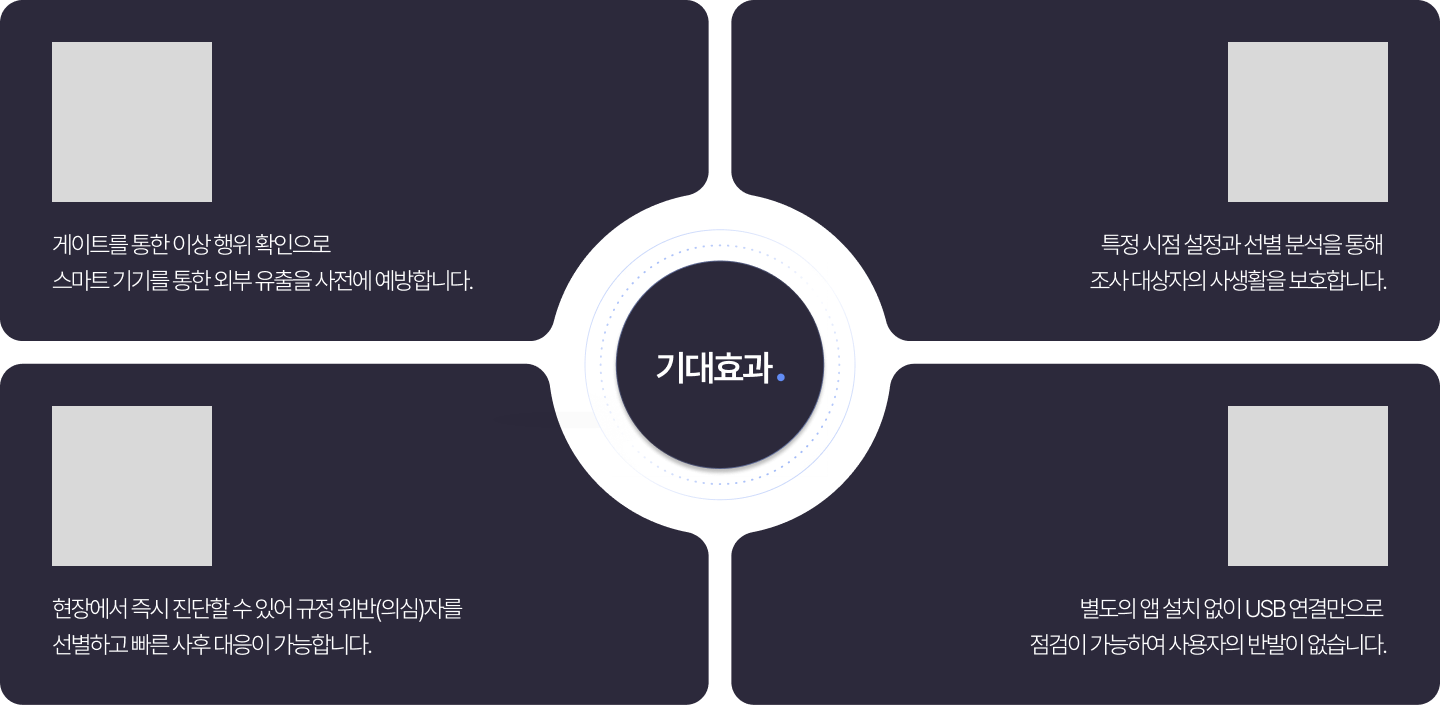 게이트를 통한 이상 행위 확인으로
스마트 기기를 통한 외부 유출을 사전에 예방합니다.
특정 시점 설정과 선별 분석을 통해
조사 대상자의 사생활을 보호합니다.
기대효과.
현장에서 즉시 진단할 수 있어 규정 위반(의심)자를
선별하고 빠른 사후 대응이 가능합니다.
별도의 앱 설치 없이 USB 연결만으로
점검이 가능하여 사용자의 반발이 없습니다.